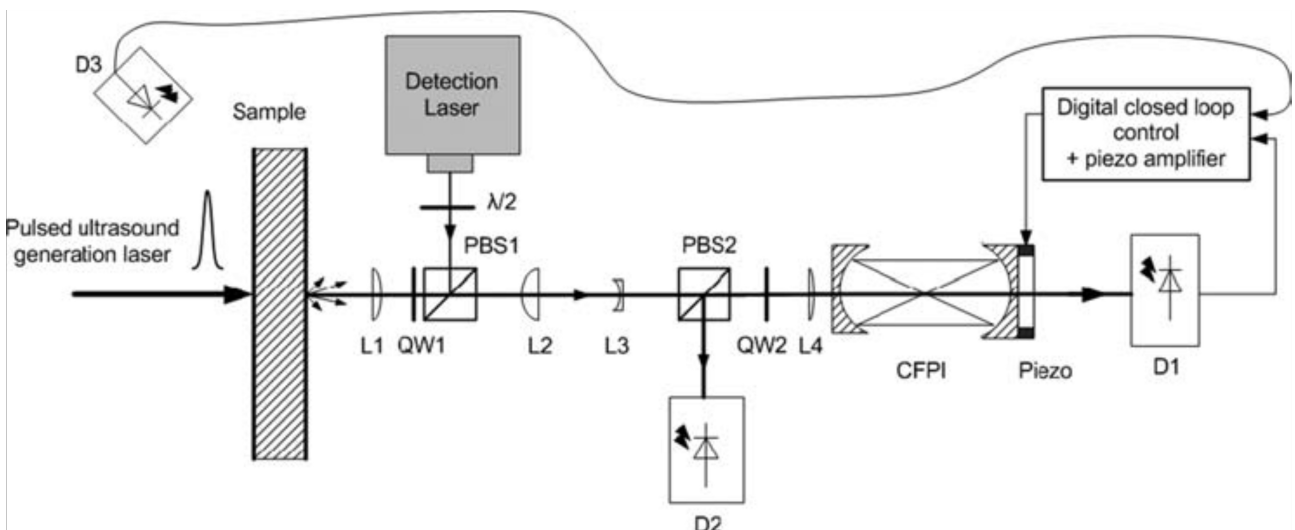 D3
Sample
Detection
Laser
Digital closed loop
control
+ piezo amplifier
λ/2
Pulsed ultrasound
generation laser
PBS1
PBS2
L1
QW1
L2
L3
QW2
L4
CFPI
Piezo
D1
D2